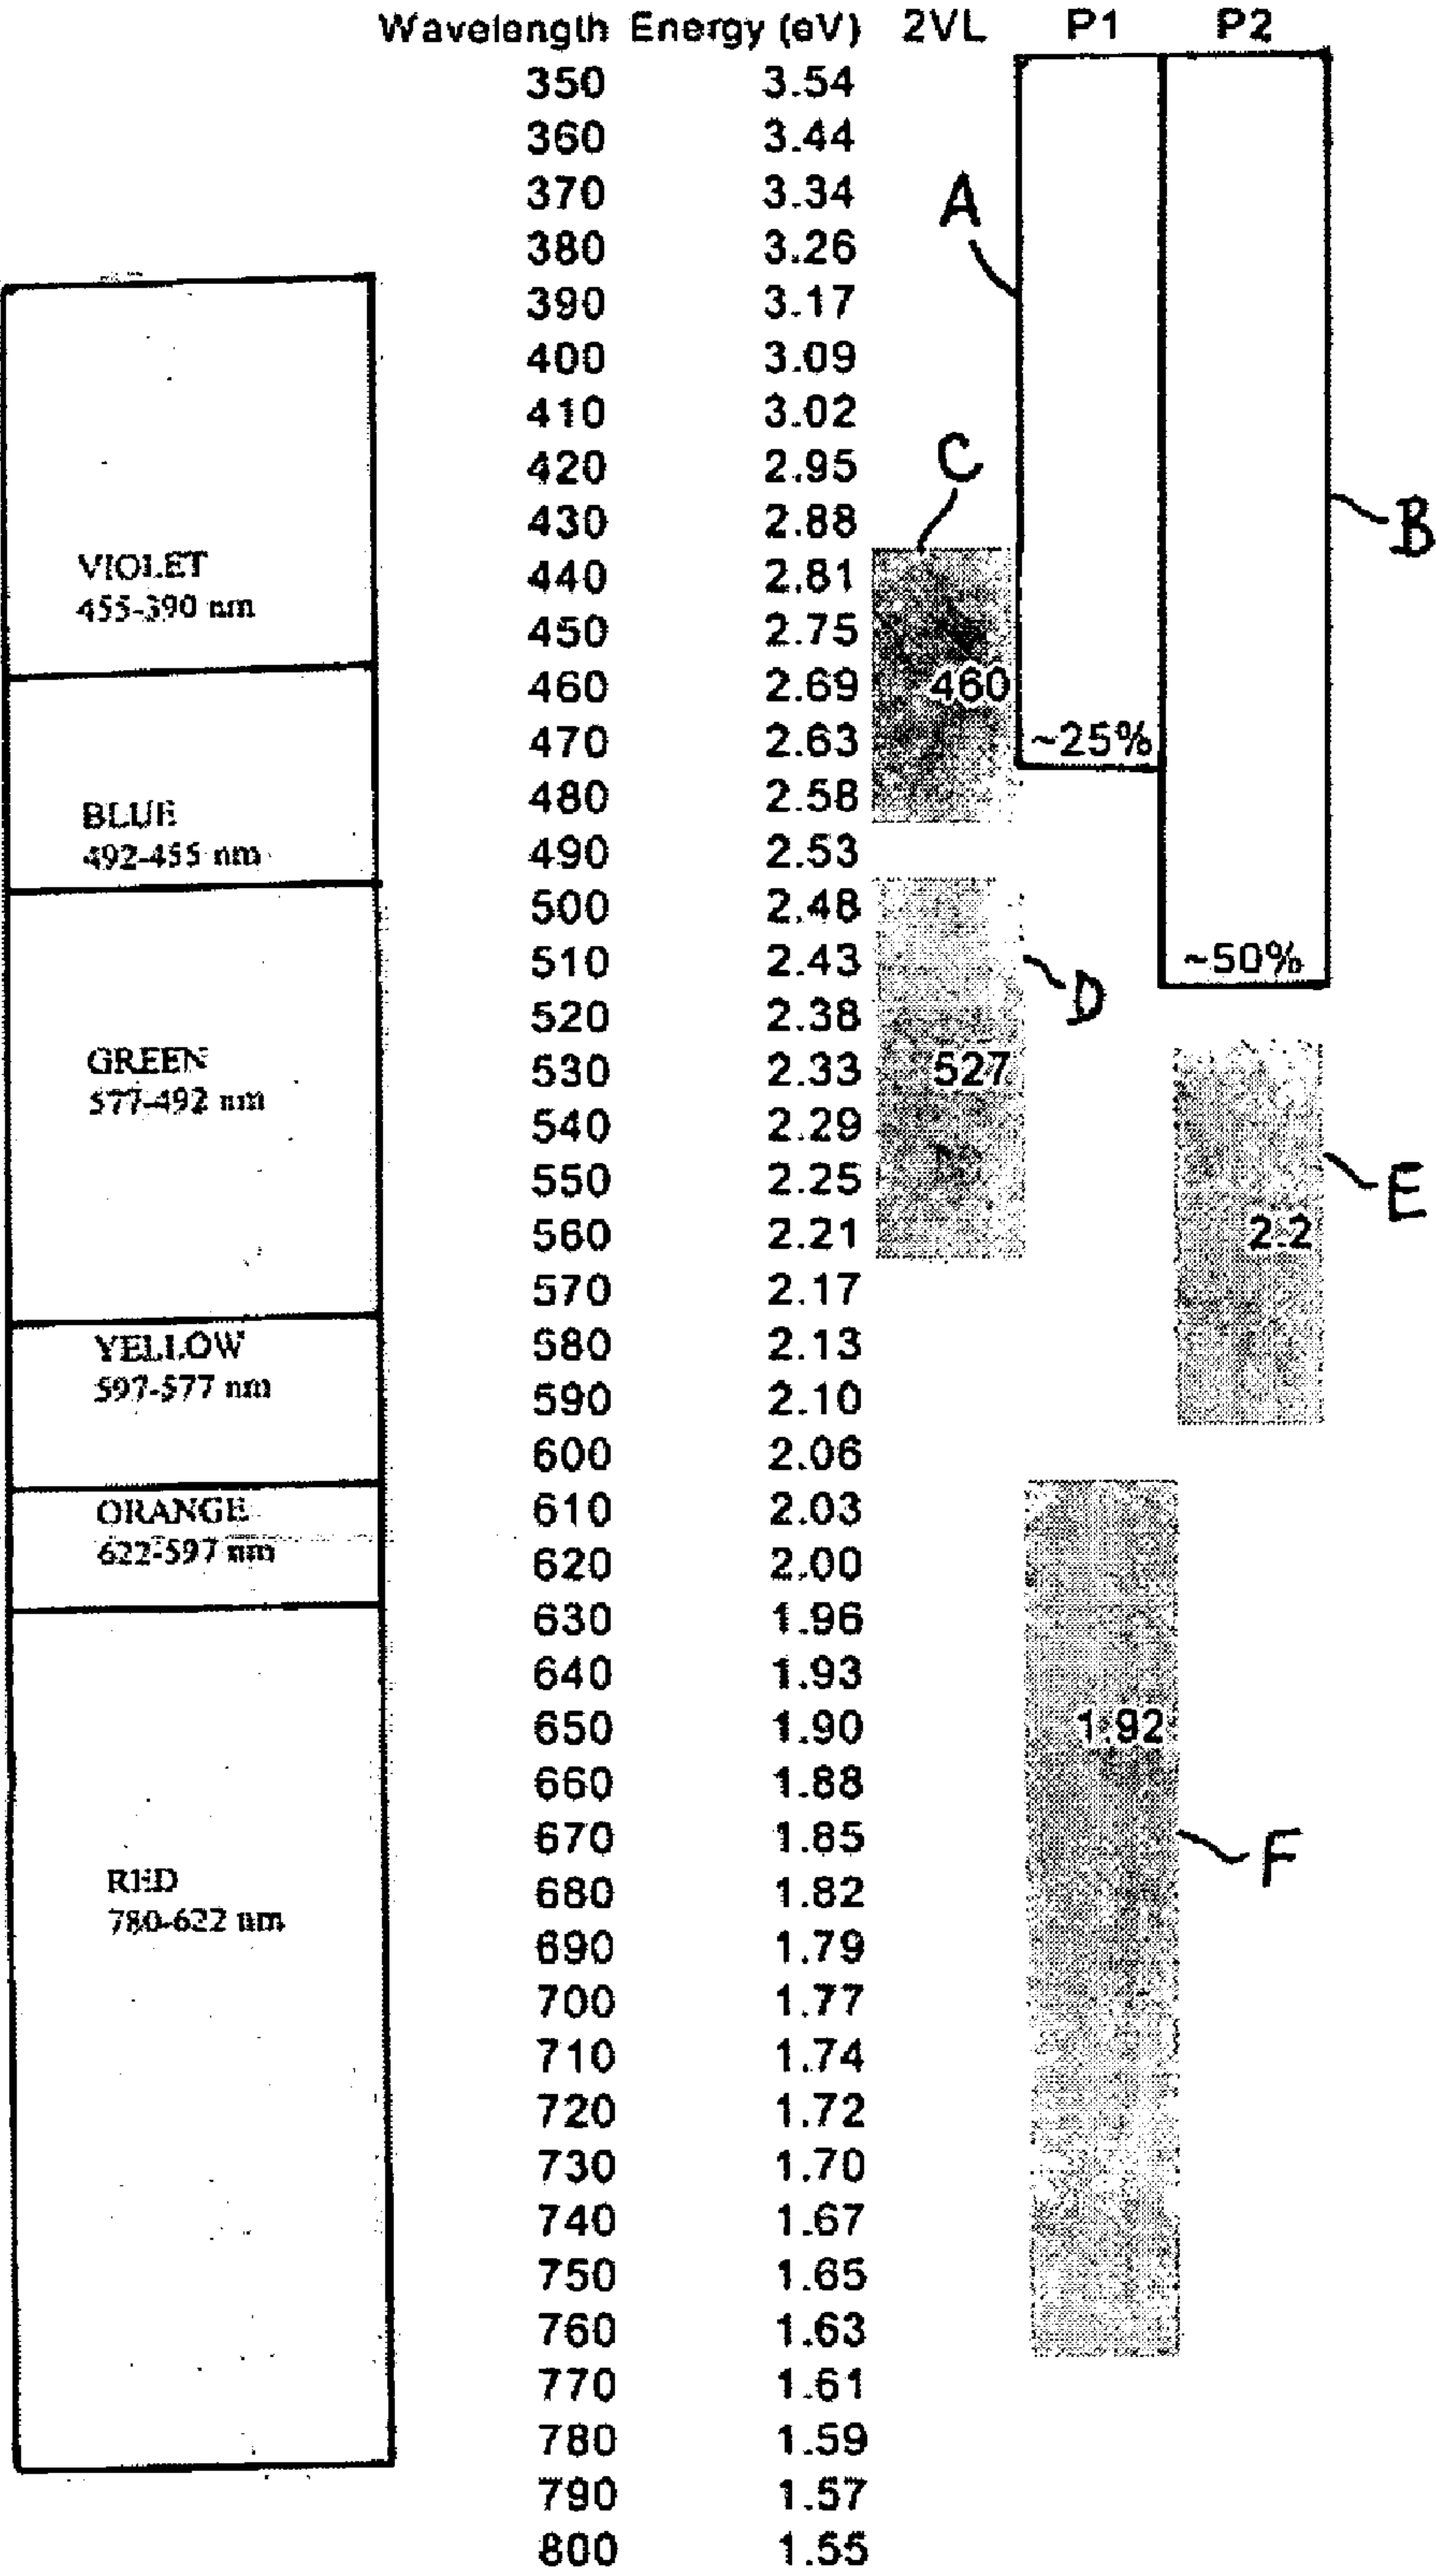 Wavelength Energy (eV) 2VL P1 P2
350 3.54
360 3.44
370 3.34
A
380 3.26
390 3.17
400 3.09
410 3.02
C
420 2.95
430 2.88
B
VIOLET
440 2.81
455-390 nm
450 2.75
460 2.69 460
470 2.63 ~25%
480 2.58
BLUE
490 2.53
492-455 nm
500 2.48
510 2.43 ~50%
D
520 2.38
GREEN
530 2.33 527
577-492 nm
540 2.29
550 2.25
E
560 2.21 2.2
570 2.17
YELLOW
580 2.13
597-577 nm
590 2.10
600 2.06
ORANGE
610 2.03
622-597 nm
620 2.00
630 1.96
640 1.93
650 1.90 1.92
660 1.88
670 1.85
F
RED
680 1.82
780-622 nm
690 1.79
700 1.77
710 1.74
720 1.72
730 1.70
740 1.67
750 1.65
760 1.63
770 1.61
780 1.59
790 1.57
800 1.55